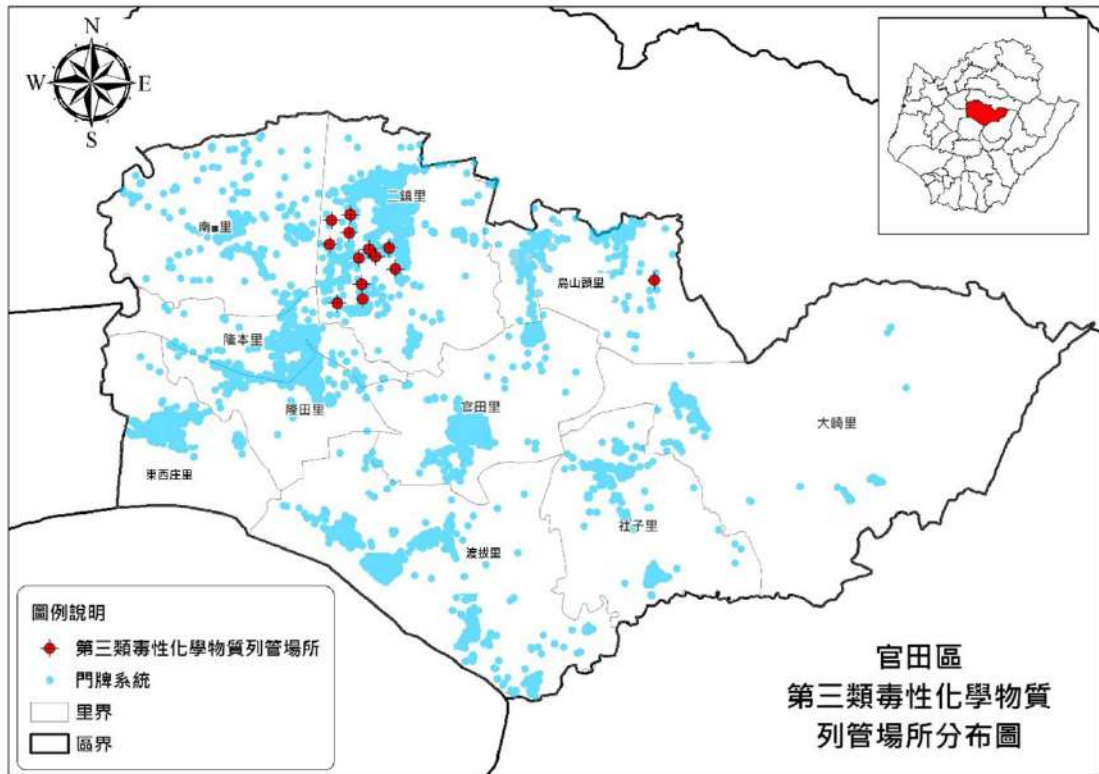 N
W
E
S
二鎮里
南■里
烏山頭里
隆本里
隆田里
官田里
大崎里
東西庄里
社子里
渡拔里
圖例說明
第三類毒性化學物質列管場所
門牌系統
里界
區界
官田區
第三類毒性化學物質
列管場所分布圖